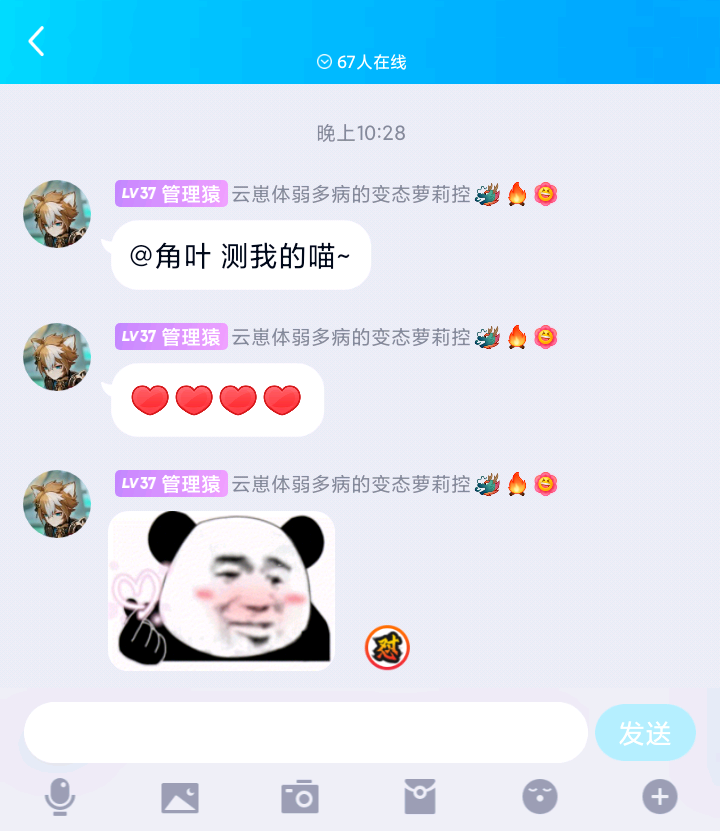 67人在线
晚上10:28
LV37 管理猿 云崽体弱多病的变态萝莉控
@角叶 测我的喵~
LV37 管理猿 云崽体弱多病的变态萝莉控
LV37 管理猿 云崽体弱多病的变态萝莉控
怼
发送